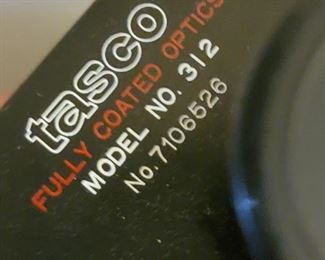 tasco
FULLY COATED OPTICS
MODEL NO. 312
No. 7106526